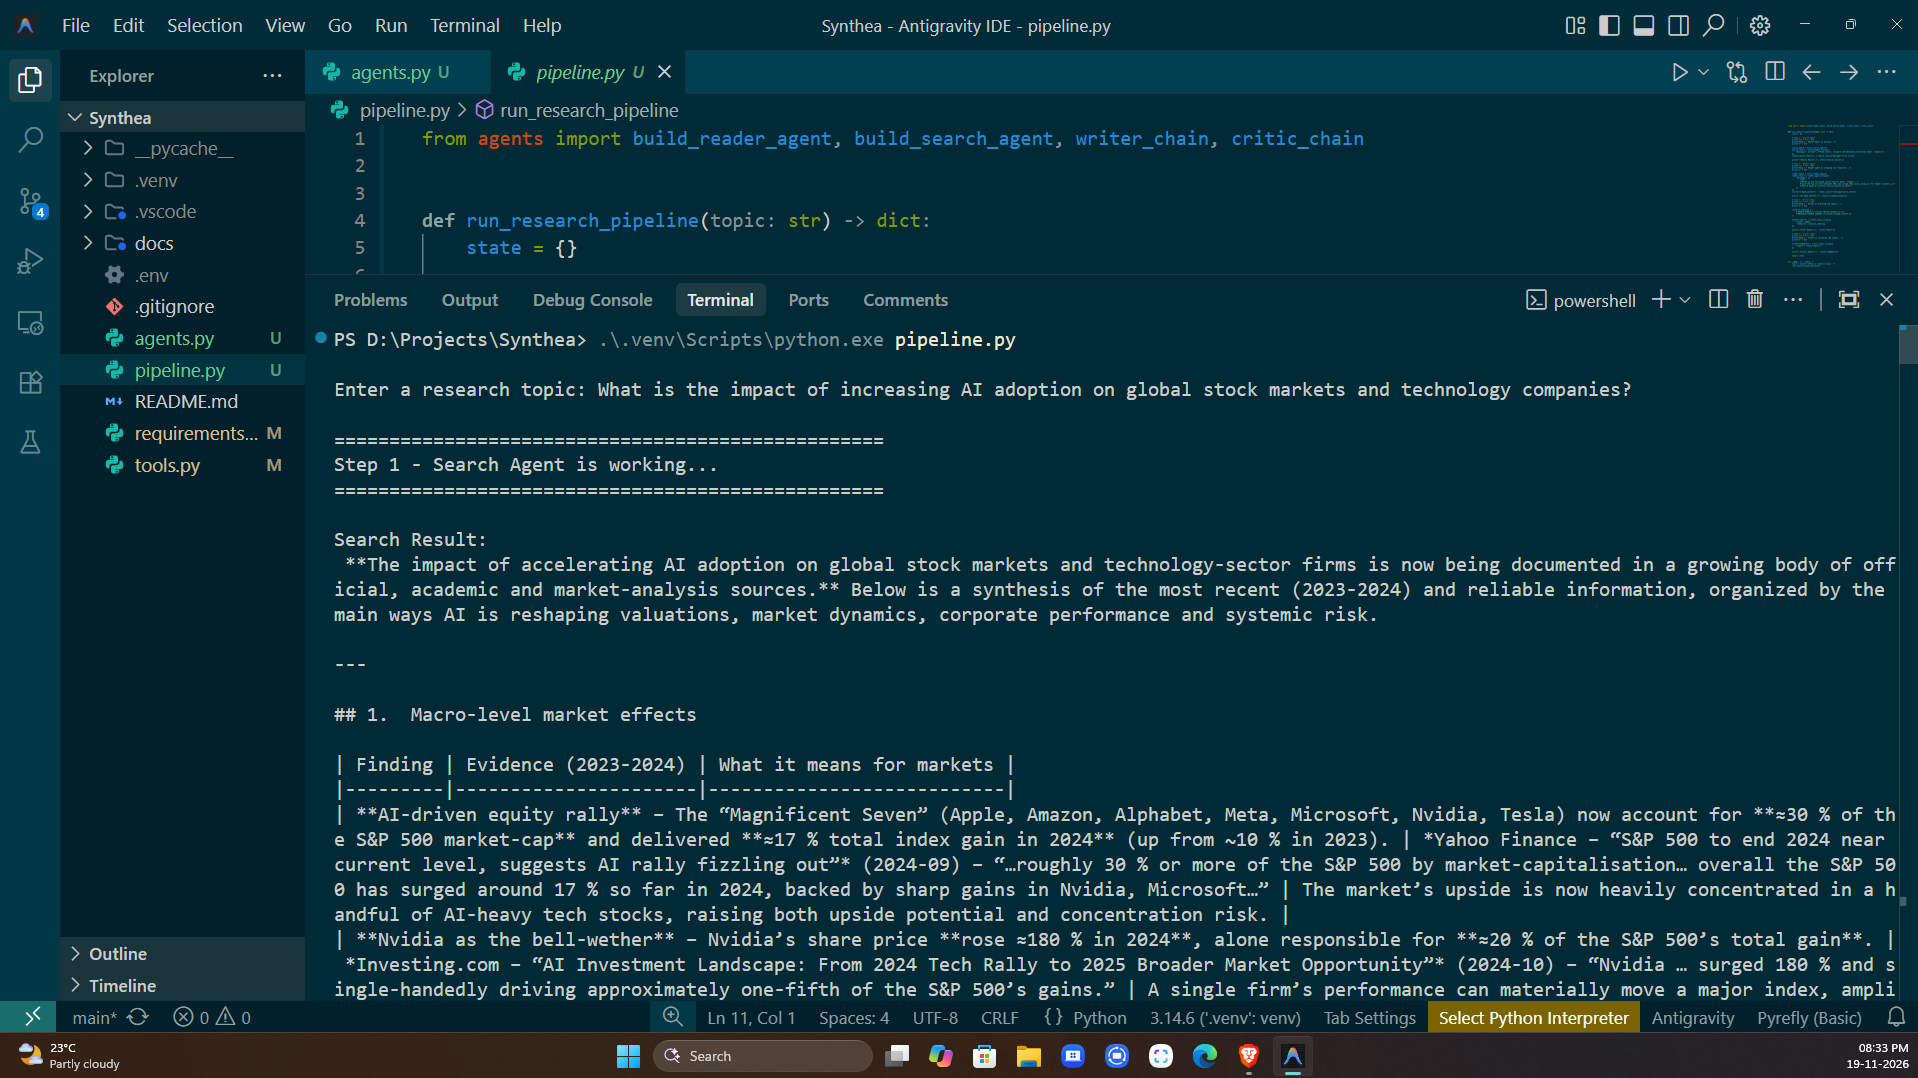 File Edit Selection View Go Run Terminal Help
Synthea - Antigravity IDE - pipeline.py
Explorer
Synthea
__pycache__
.venv
.vscode
docs
.env
.gitignore
agents.py U
pipeline.py U
README.md
requirements... M
tools.py M
Outline
Timeline
agents.py U
pipeline.py U
pipeline.py > run_research_pipeline
1 from agents import build_reader_agent, build_search_agent, writer_chain, critic_chain
2
3
4 def run_research_pipeline(topic: str) -> dict:
5 state = {}
Problems Output Debug Console Terminal Ports Comments
powershell
PS D:\Projects\Synthea> .\.venv\Scripts\python.exe pipeline.py
Enter a research topic: What is the impact of increasing AI adoption on global stock markets and technology companies?
==================================================
Step 1 - Search Agent is working...
==================================================
Search Result:
**The impact of accelerating AI adoption on global stock markets and technology-sector firms is now being documented in a growing body of off
icial, academic and market-analysis sources.** Below is a synthesis of the most recent (2023-2024) and reliable information, organized by the
main ways AI is reshaping valuations, market dynamics, corporate performance and systemic risk.
---
## 1.  Macro-level market effects
| Finding | Evidence (2023-2024) | What it means for markets |
|---------|----------------------|---------------------------|
| **AI-driven equity rally** – The “Magnificent Seven” (Apple, Amazon, Alphabet, Meta, Microsoft, Nvidia, Tesla) now account for **≈30 % of th
e S&P 500 market-cap** and delivered **≈17 % total index gain in 2024** (up from ~10 % in 2023). | *Yahoo Finance – “S&P 500 to end 2024 near
current level, suggests AI rally fizzling out”* (2024-09) – “…roughly 30 % or more of the S&P 500 by market-capitalisation… overall the S&P 50
0 has surged around 17 % so far in 2024, backed by sharp gains in Nvidia, Microsoft…” | The market’s upside is now heavily concentrated in a h
andful of AI-heavy tech stocks, raising both upside potential and concentration risk. |
| **Nvidia as the bell-wether** – Nvidia’s share price **rose ≈180 % in 2024**, alone responsible for **≈20 % of the S&P 500’s total gain**. |
*Investing.com – “AI Investment Landscape: From 2024 Tech Rally to 2025 Broader Market Opportunity”* (2024-10) – “Nvidia … surged 180 % and s
ingle-handedly driving approximately one-fifth of the S&P 500’s gains.” | A single firm’s performance can materially move a major index, ampli
4
main* 0 0 Ln 11, Col 1 Spaces: 4 UTF-8 CRLF {} Python 3.14.6 ('.venv': venv) Tab Settings Select Python Interpreter Antigravity Pyrefly (Basic)
23°C
Partly cloudy
Search
08:33 PM
19-11-2026